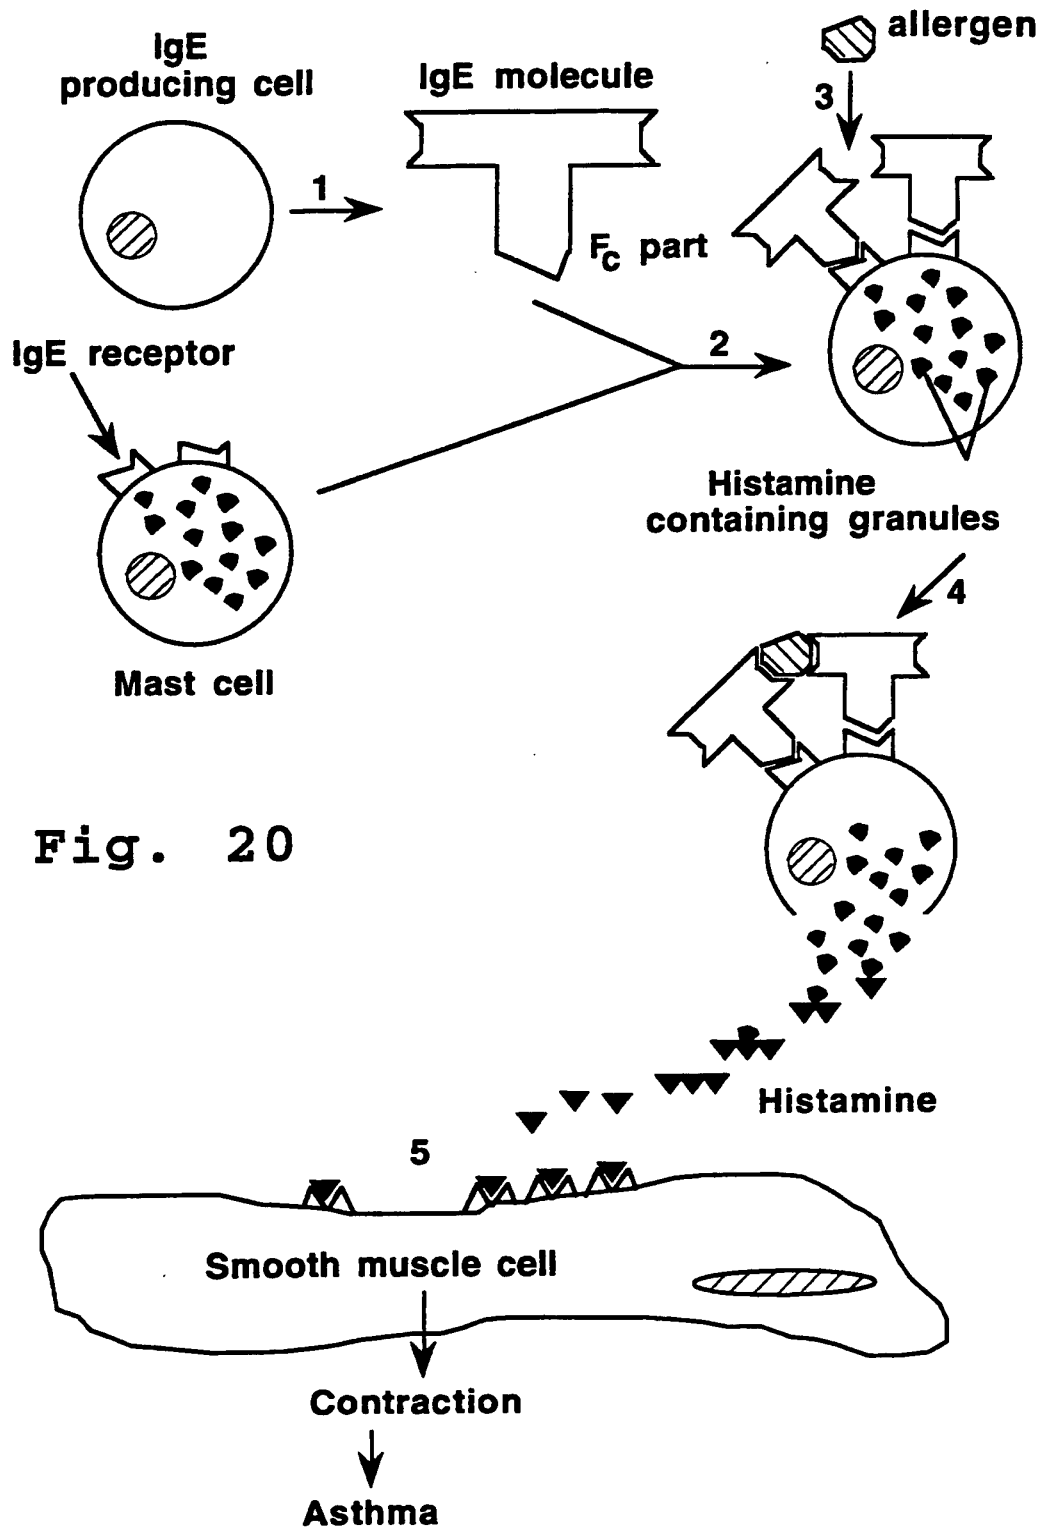 allergen
IgE
producing cell
IgE molecule
3
1
Fc part
IgE receptor
2
Histamine
containing granules
4
Mast cell
Fig. 20
Histamine
5
Smooth muscle cell
Contraction
Asthma